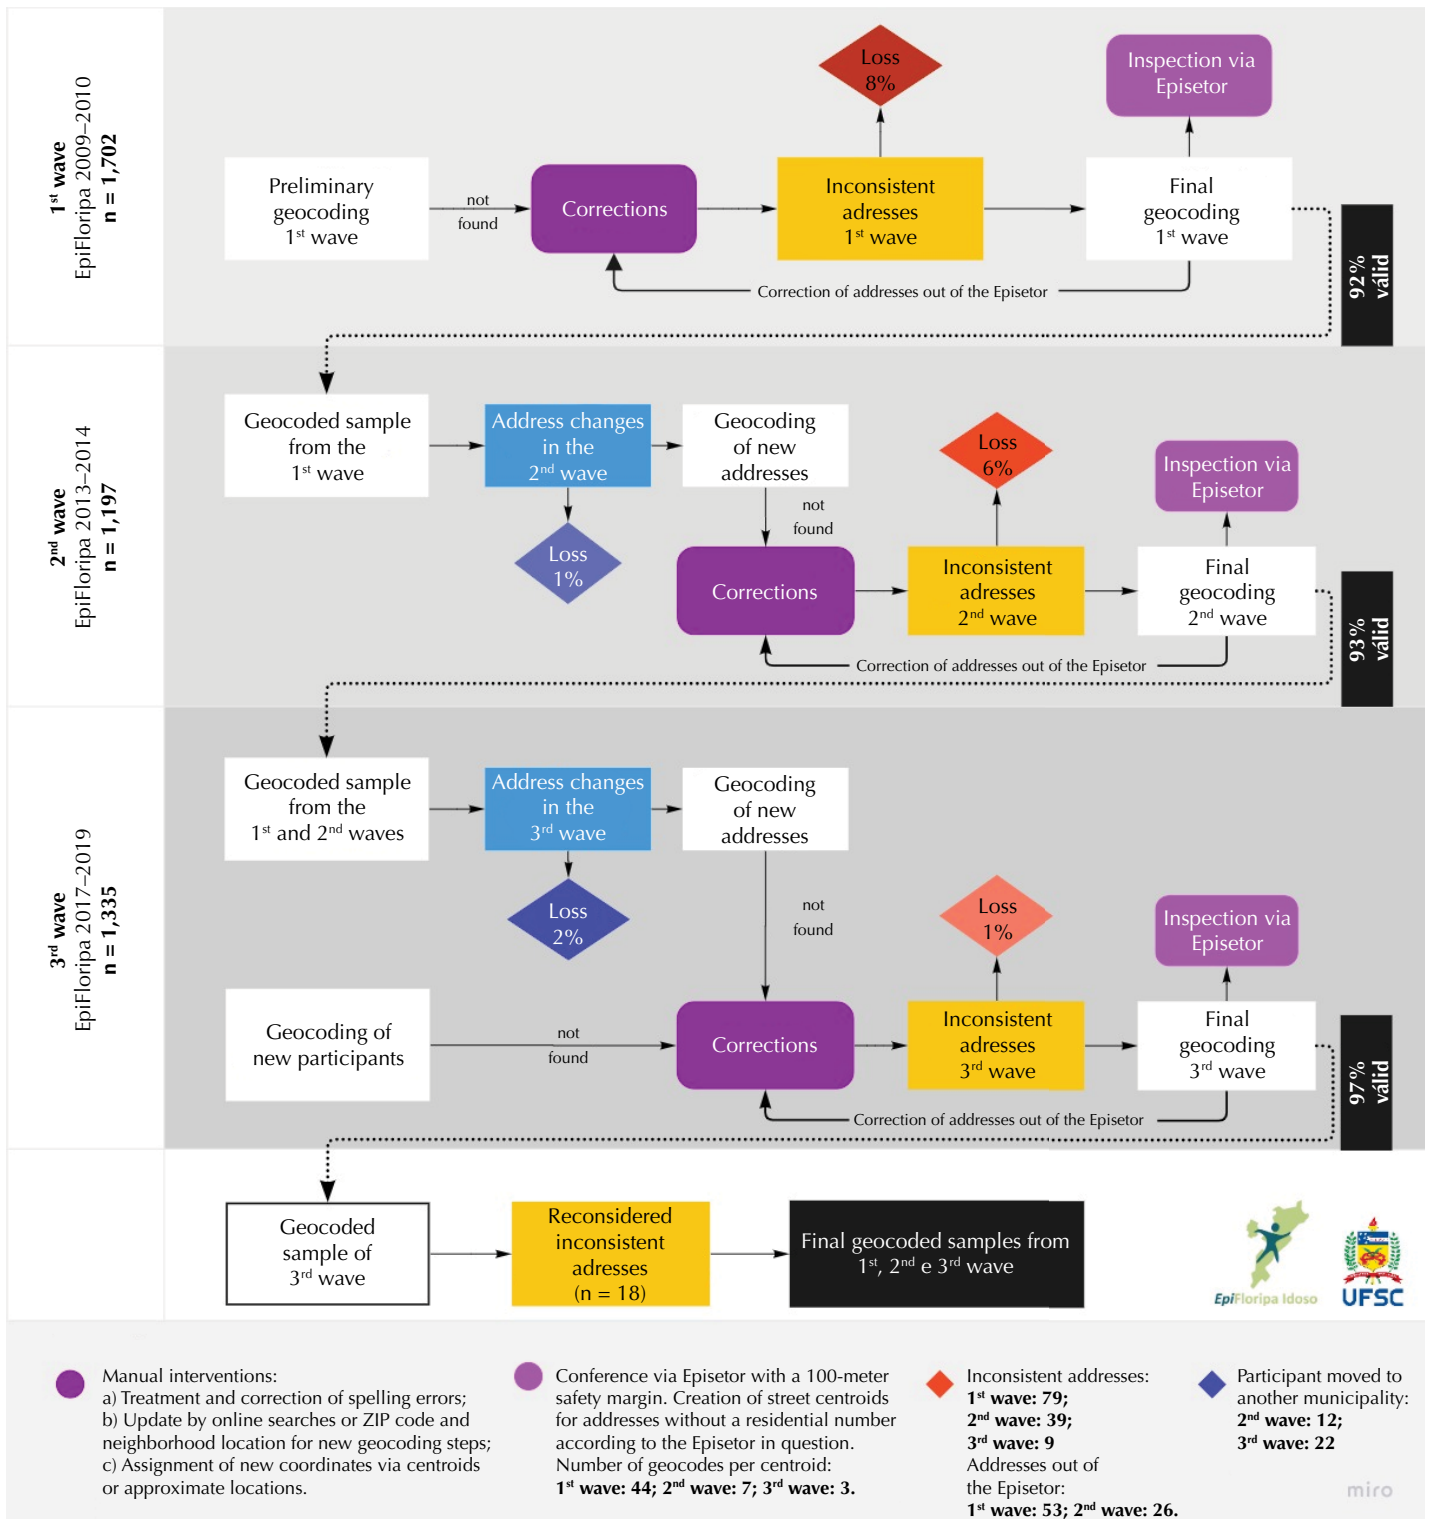 1st wave
EpiFloripa 2009–2010
n = 1,702
Loss
8%
Inspection via
Episetor
Preliminary
geocoding
1st wave
not
found
Corrections
Inconsistent
adresses
1st wave
Final
geocoding
1st wave
Correction of addresses out of the Episetor
92%
válid
2nd wave
EpiFloripa 2013–2014
n = 1,197
Geocoded sample
from the
1st wave
Address changes
in the
2nd wave
Geocoding
of new
addresses
Loss
1%
not
found
Loss
6%
Inspection via
Episetor
Corrections
Inconsistent
adresses
2nd wave
Final
geocoding
2nd wave
Correction of addresses out of the Episetor
93%
válid
3rd wave
EpiFloripa 2017–2019
n = 1,335
Geocoded sample
from the
1st and 2nd waves
Address changes
in the
3rd wave
Geocoding
of new
addresses
Loss
2%
not
found
Loss
1%
Inspection via
Episetor
Geocoding of
new participants
not
found
Corrections
Inconsistent
adresses
3rd wave
Final
geocoding
3rd wave
Correction of addresses out of the Episetor
97%
válid
Geocoded
sample of
3rd wave
Reconsidered
inconsistent
adresses
(n = 18)
Final geocoded samples from
1st, 2nd e 3rd wave
EpiFloripa Idoso
UFSC
Manual interventions:
a) Treatment and correction of spelling errors;
b) Update by online searches or ZIP code and
neighborhood location for new geocoding steps;
c) Assignment of new coordinates via centroids
or approximate locations.
Conference via Episetor with a 100-meter
safety margin. Creation of street centroids
for addresses without a residential number
according to the Episetor in question.
Number of geocodes per centroid:
1st wave: 44; 2nd wave: 7; 3rd wave: 3.
Inconsistent addresses:
1st wave: 79;
2nd wave: 39;
3rd wave: 9
Addresses out of
the Episetor:
1st wave: 53; 2nd wave: 26.
Participant moved to
another municipality:
2nd wave: 12;
3rd wave: 22
miro